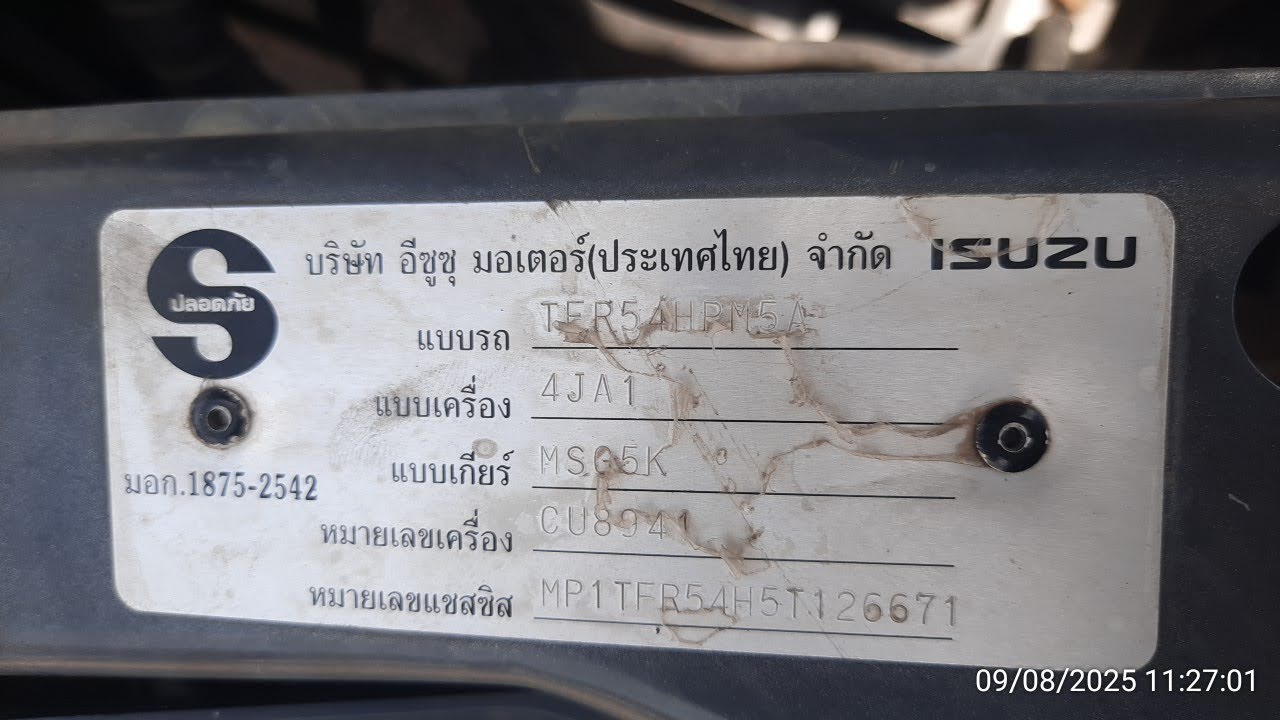 บริษัท อีซูซุ มอเตอร์(ประเทศไทย) จำกัด ISUZU
ปลอดภัย
แบบรถ TFR54HPM5A
แบบเครื่อง 4JA1
แบบเกียร์ MSG5K
มอก.1875-2542
หมายเลขเครื่อง CU8941
หมายเลขแชสซิส MP1TFR54H5T126671
09/08/2025 11:27:01